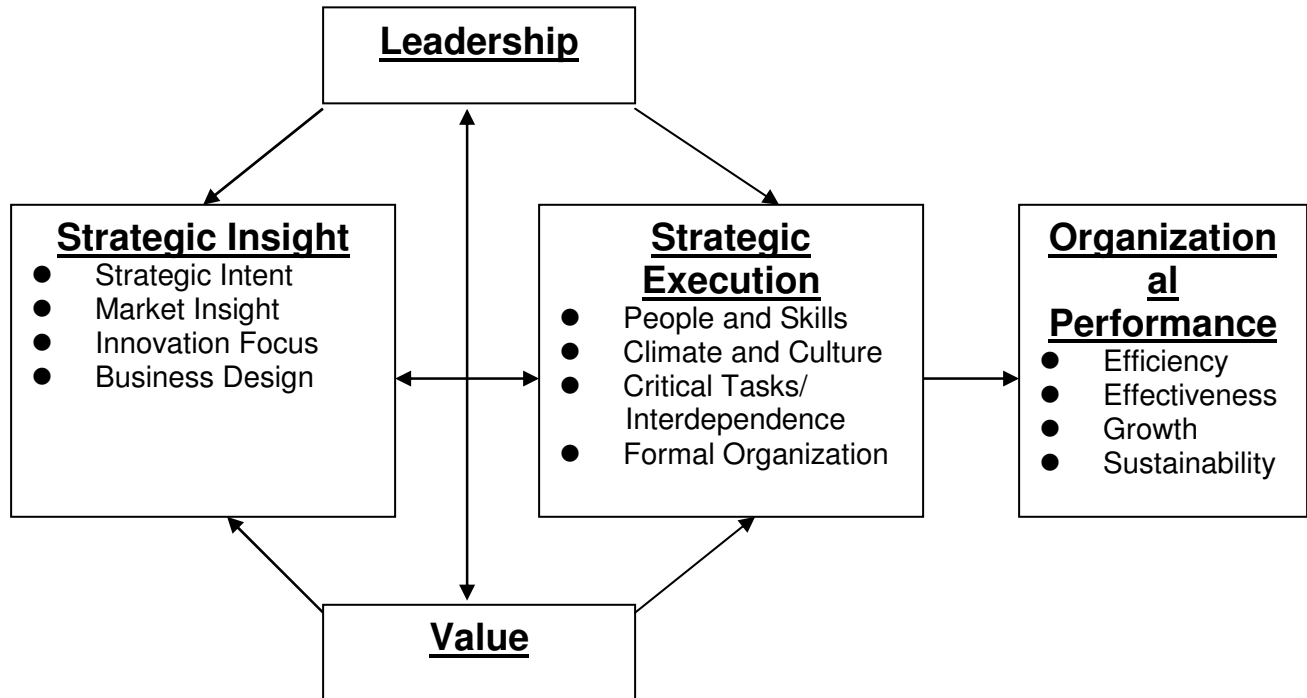 Leadership
Strategic Insight
● Strategic Intent
● Market Insight
● Innovation Focus
● Business Design
Strategic
Execution
● People and Skills
● Climate and Culture
● Critical Tasks/
Interdependence
● Formal Organization
Organization
al
Performance
● Efficiency
● Effectiveness
● Growth
● Sustainability
Value